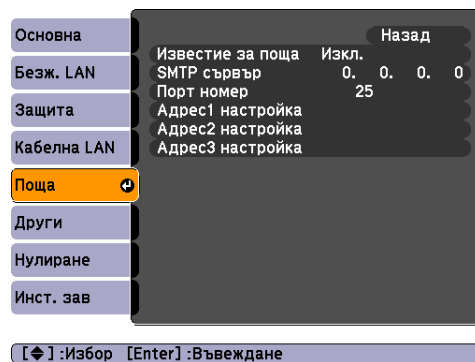 Основна
Безж. LAN
Защита
Кабелна LAN
Поща
Други
Нулиране
Инст. зав
Назад
Известие за поща Изкл.
SMTP сървър 0. 0. 0. 0
Порт номер 25
Адрес1 настройка
Адрес2 настройка
Адрес3 настройка
[◆] :Избор [Enter] :Въвеждане